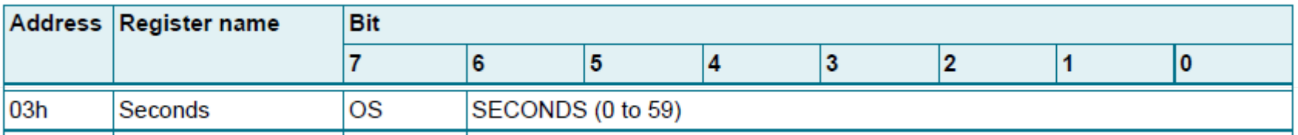 Address Register name Bit
7 6 5 4 3 2 1 0
03h Seconds OS SECONDS (0 to 59)